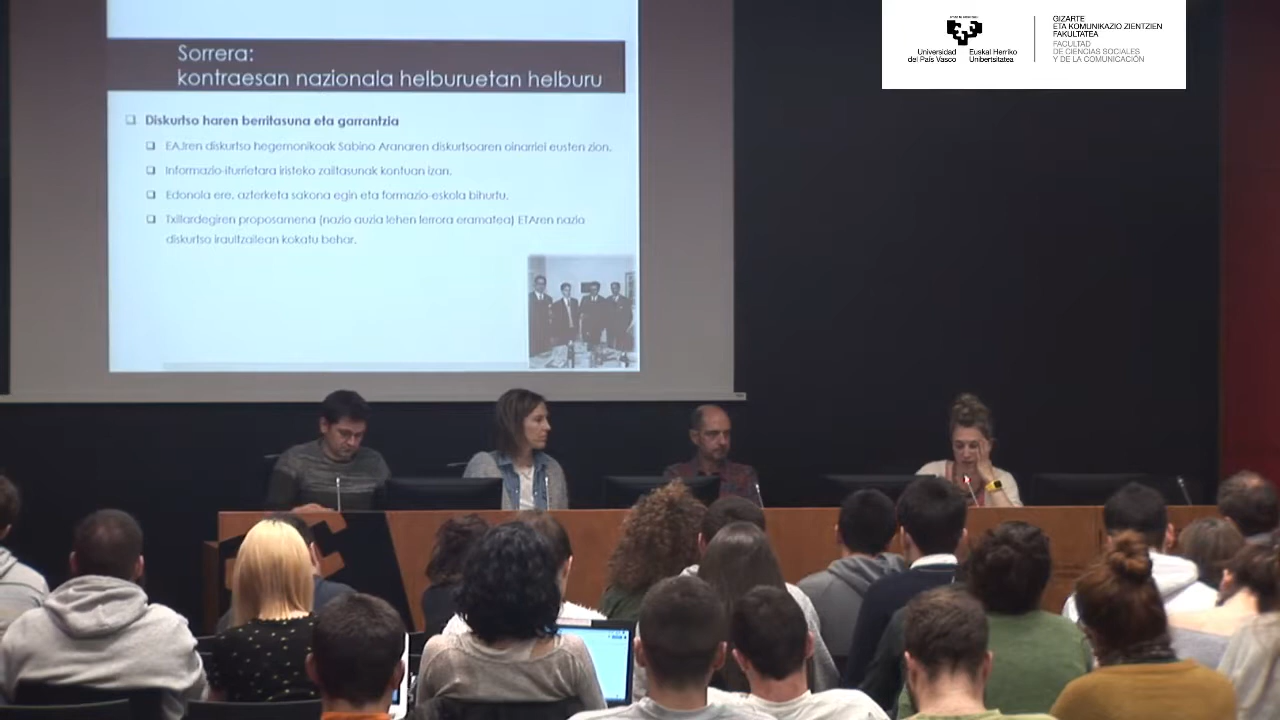 Sorrera:
kontraesan nazionala helburuetan helburu
Diskurtso haren berritasuna eta garrantzia
EAJren diskurtso hegemonikoak Sabino Aranaren diskurtsoaren oinarriei eusten zion.
Informazio-iturrietara iristeko zailtasunak kontuan izan.
Edonola ere, azterketa sakona egin eta formazio-eskola bihurtu.
Txillardegiren proposamena (nazio auzia lehen lerrora eramatea) ETAren nazio
diskurtso iraultzailean kokatu behar.
Universidad
del País Vasco
Euskal Herriko
Unibertsitatea
GIZARTE
ETA KOMUNIKAZIO ZIENTZIEN
FAKULTATEA
FACULTAD
DE CIENCIAS SOCIALES
Y DE LA COMUNICACIÓN